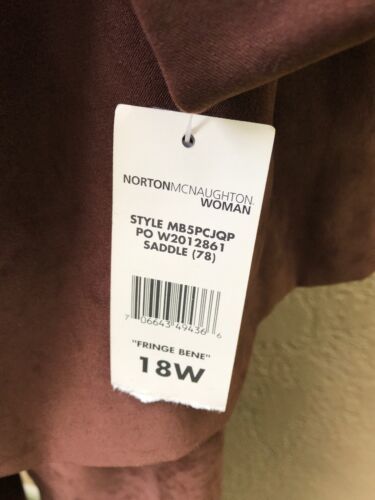 NORTONMCNAUGHTON.
WOMAN
STYLE MB5PCJQP
PO W2012861
SADDLE (78)
7 06643 49436 6
"FRINGE BENE"
18W